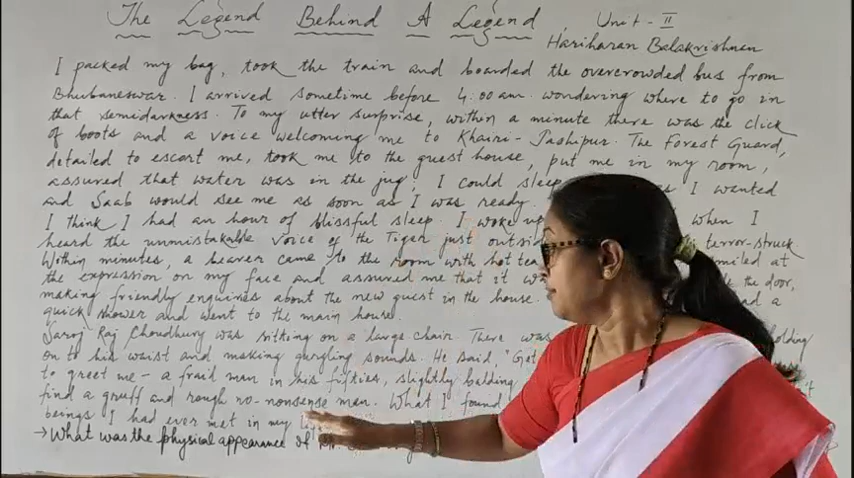 The Legend Behind A Legend, Unit - II
Hariharan Balakrishnan
I packed my bag, took the train and boarded the overcrowded bus from
Bhubaneswar. I arrived sometime before 4:00 am. wondering where to go in
that semidarkness. To my utter surprise, within a minute there was the click
of boots and a voice welcoming me to Khairi - Jashipur. The Forest Guard,
detailed to escort me, took me to the guest house, put me in my room,
assured that water was in the jug, I could sleep I wanted
and Saab would see me as soon as I was ready.
I think I had an hour of blissful sleep. I woke up when I
heard the unmistakable voice of the Tiger just outside terror-struck
Within minutes, a bearer came to the room with hot tea smiled at
the expression on my face and assured me that it the door,
making friendly enquiries about the new guest in the house. had a
quick shower and went to the main house.
Saroj Raj Choudhury was sitting on a large chair. There was holding
on to his waist and making gurgling sounds. He said, "Get
to greet me - a frail man in his fifties, slightly balding,
find a gruff and rough no-nonsense man. What I found
beings I had ever met in my
→ What was the physical appearance of